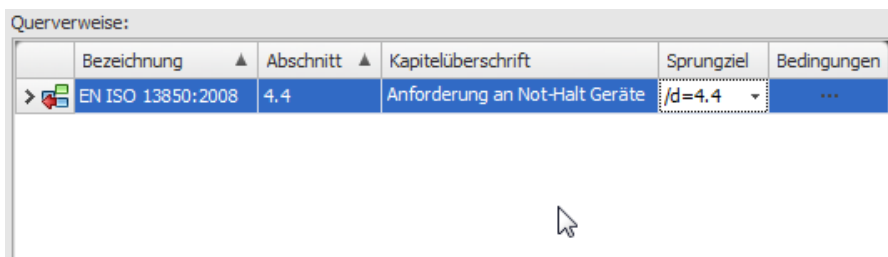 Querverweise:
Bezeichnung Abschnitt Kapitelüberschrift Sprungziel Bedingungen
EN ISO 13850:2008 4.4 Anforderung an Not-Halt Geräte /d=4.4 ...